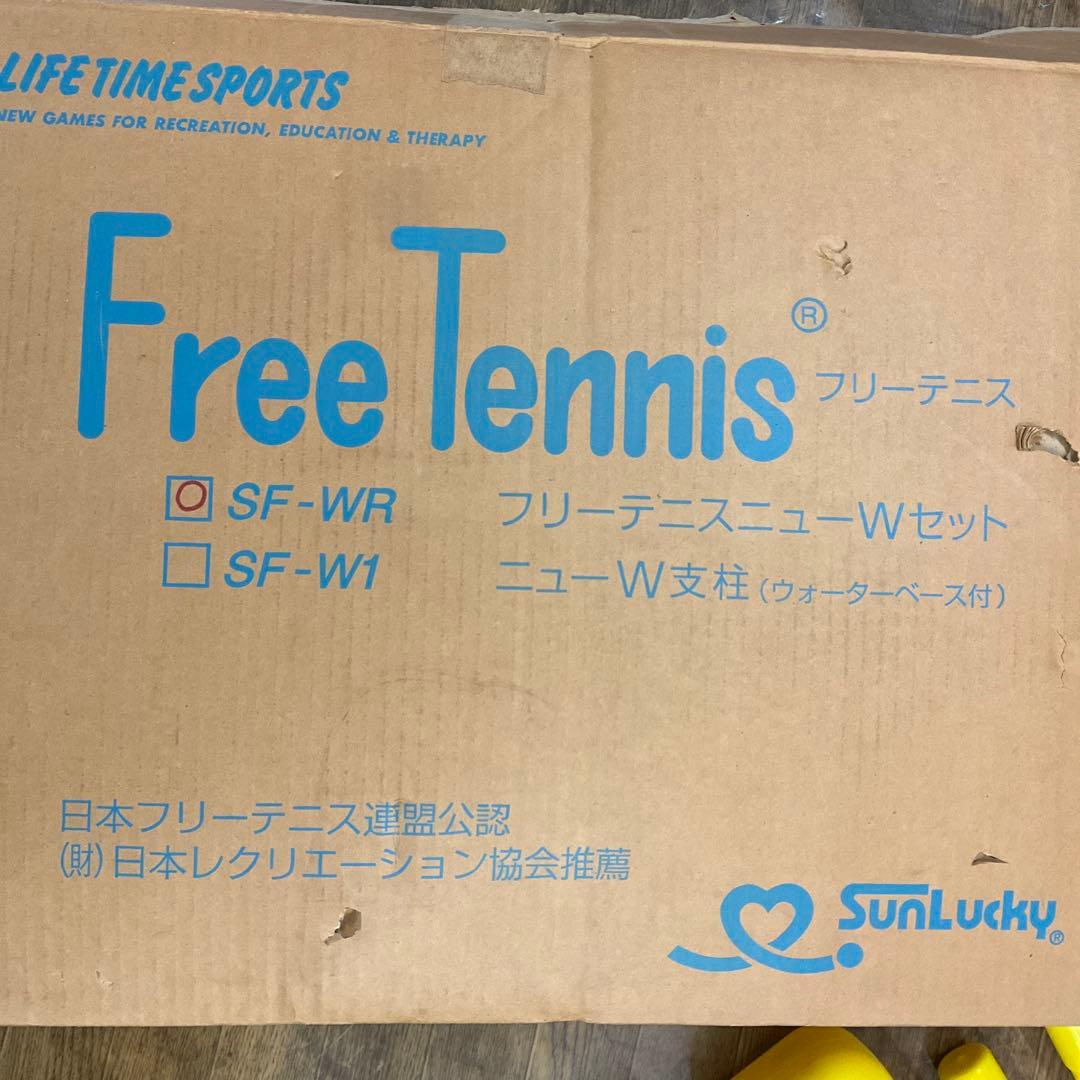 LIFE TIME SPORTS
NEW GAMES FOR RECREATION, EDUCATION & THERAPY
Free Tennis® フリーテニス
SF-WR フリーテニスニューWセット
SF-W1 ニューW支柱(ウォーターベース付)
日本フリーテニス連盟公認
(財)日本レクリエーション協会推薦
SunLucky®